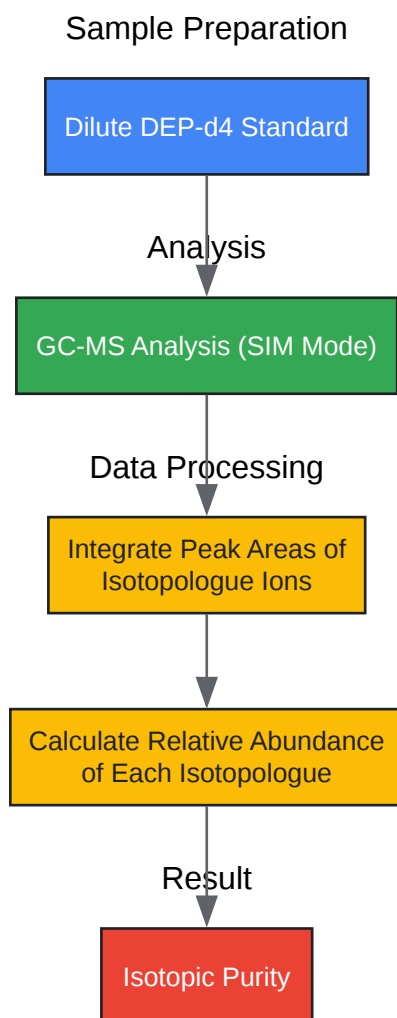 Sample Preparation
Dilute DEP-d4 Standard
Analysis
GC-MS Analysis (SIM Mode)
Data Processing
Integrate Peak Areas of
Isotopologue Ions
Calculate Relative Abundance
of Each Isotopologue
Result
Isotopic Purity